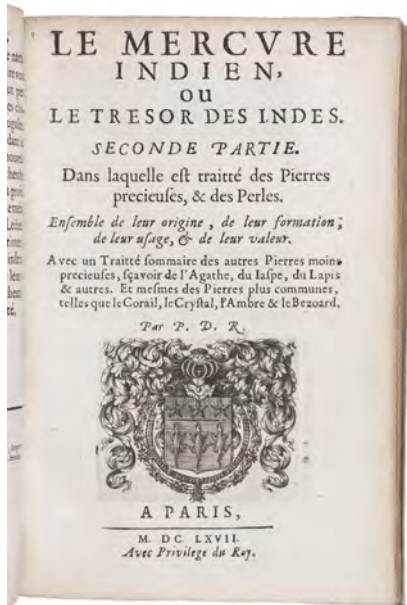 LE MERCVRE
INDIEN,
OU
LE TRESOR DES INDES.
SECONDE PARTIE.
Dans laquelle eſt traitté des Pierres
precieuſes, & des Perles.
Enſemble de leur origine, de leur formation;
de leur uſage, & de leur valeur.
Avec un Traitté ſommaire des autres Pierres moins
precieuſes, ſçavoir de l'Agathe, du Iaſpe, du Lapis
& autres. Et meſmes des Pierres plus communes,
telles que le Corail, le Cryſtal, l'Ambre & le Bezoard.
Par P. D. R.
A PARIS,
M. DC. LXVII.
Avec Privilege du Roy.